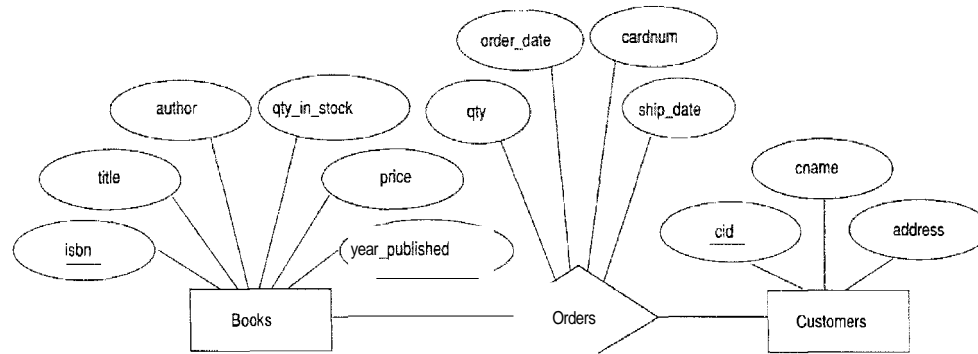 order_date
cardnum
author
qty_in_stock
qty
ship_date
title
price
cname
isbn
year_published
cid
address
Books
Orders
Customers